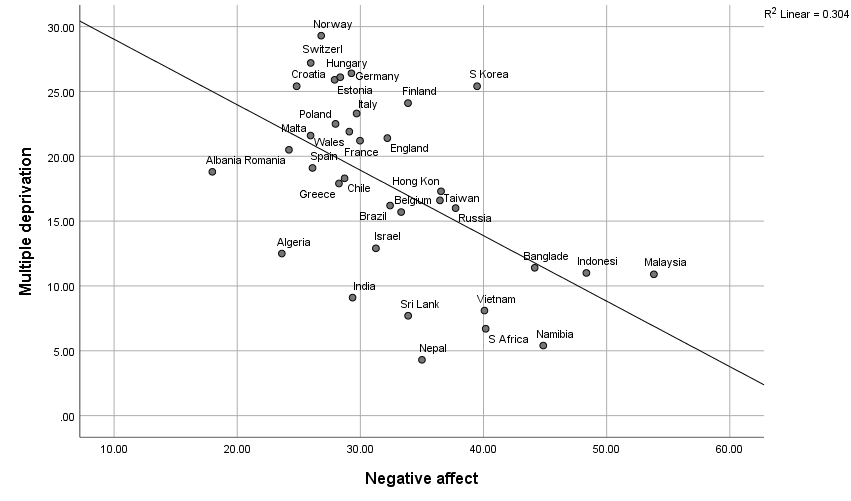 R2 Linear = 0.304
30.00
25.00
20.00
15.00
10.00
5.00
.00
Multiple deprivation
Norway
Switzerl
Hungary
Croatia
Germany
S Korea
Estonia
Finland
Italy
Poland
Malta
Wales
France
England
Albania
Romania
Spain
Hong Kon
Greece
Chile
Belgium
Taiwan
Brazil
Russia
Algeria
Israel
Banglade
Indonesi
Malaysia
India
Sri Lank
Vietnam
S Africa
Namibia
Nepal
10.00 20.00 30.00 40.00 50.00 60.00
Negative affect